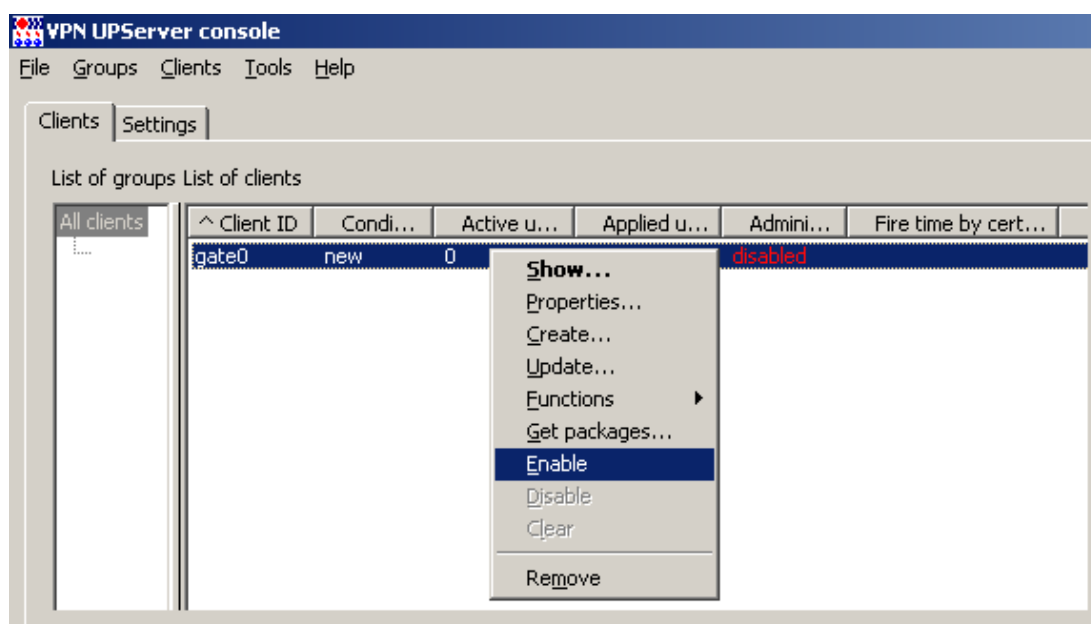 VPN UPServer console
File Groups Clients Tools Help
Clients Settings
List of groups List of clients
All clients ^ Client ID Condi... Active u... Applied u... Admini... Fire time by cert...
gate0 new 0 disabled
Show...
Properties...
Create...
Update...
Functions
Get packages...
Enable
Disable
Clear
Remove